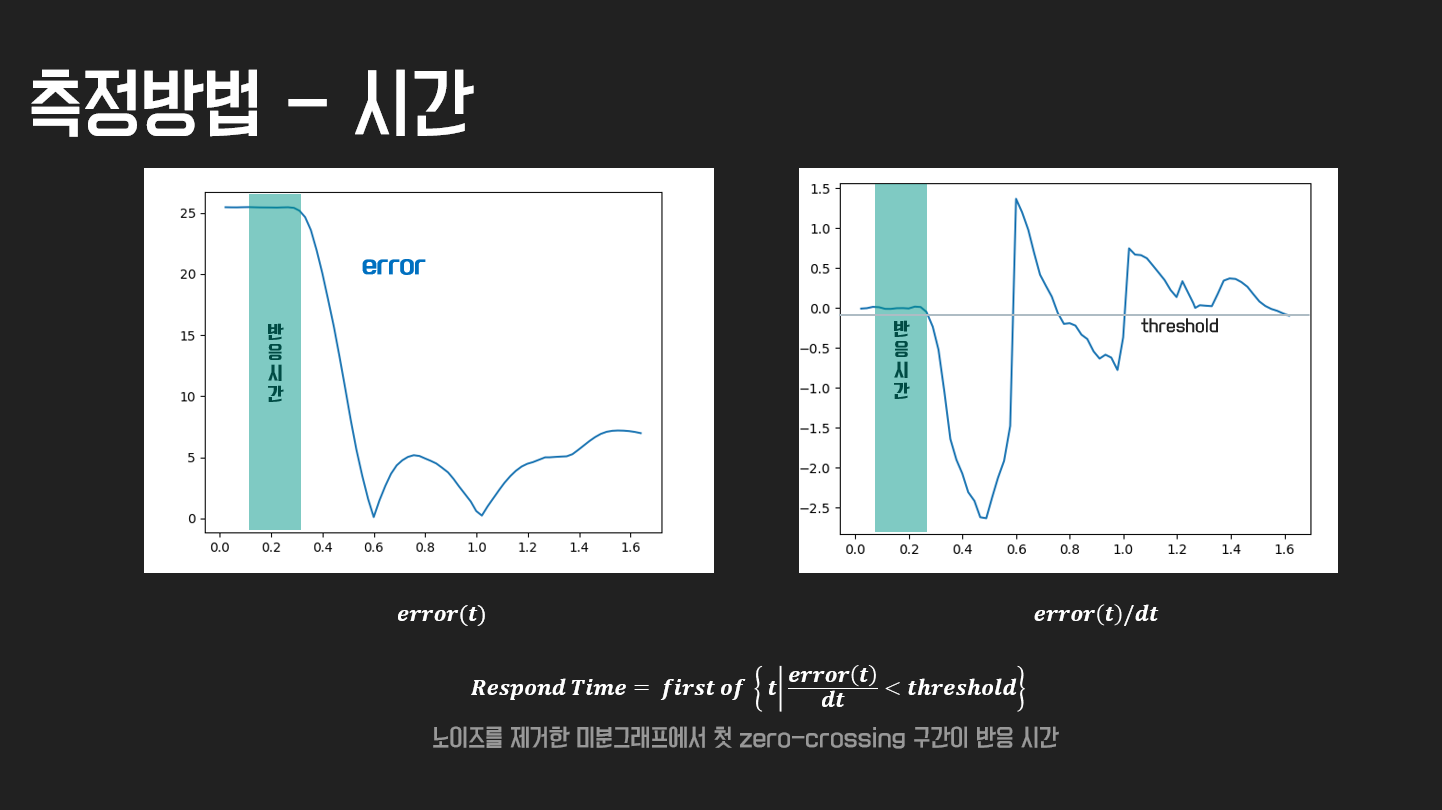 측정방법 - 시간
25
20
15
10
5
0
0.0 0.2 0.4 0.6 0.8 1.0 1.2 1.4 1.6
error
반
응
시
간
1.5
1.0
0.5
0.0
−0.5
−1.0
−1.5
−2.0
−2.5
0.0 0.2 0.4 0.6 0.8 1.0 1.2 1.4 1.6
threshold
반
응
시
간
error(t)
error(t)/dt
Respond Time = first of { t | error(t)/dt < threshold }
노이즈를 제거한 미분그래프에서 첫 zero-crossing 구간이 반응 시간